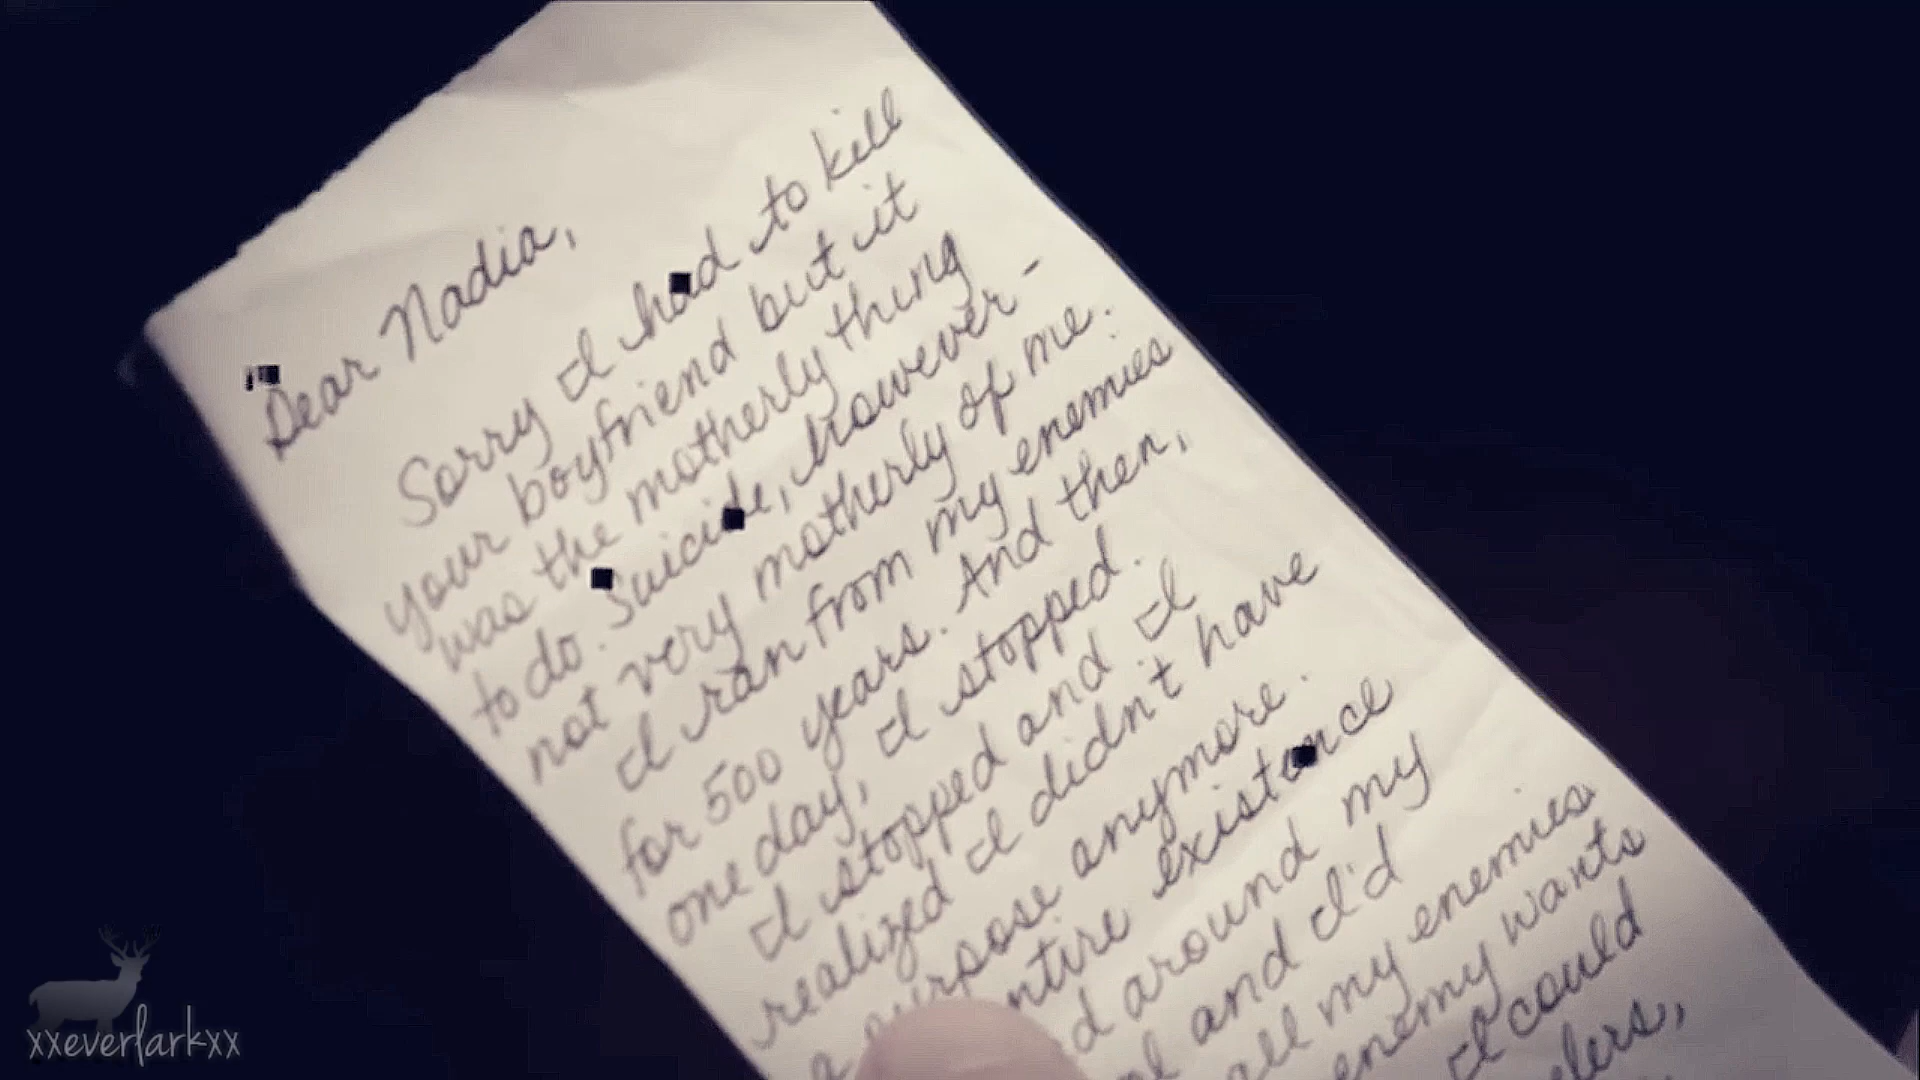 Dear Nadia,
Sorry I had to kill
your boyfriend but it
was the motherly thing
to do. Suicide, however -
not very motherly of me.
I ran from my enemies
for 500 years. And then,
one day, I stopped.
I stopped and I
realized I didn't have
a purpose anymore.
entire existance
around my
and I'd
all my enemies
enemy wants
I could
xxeverlarkxx